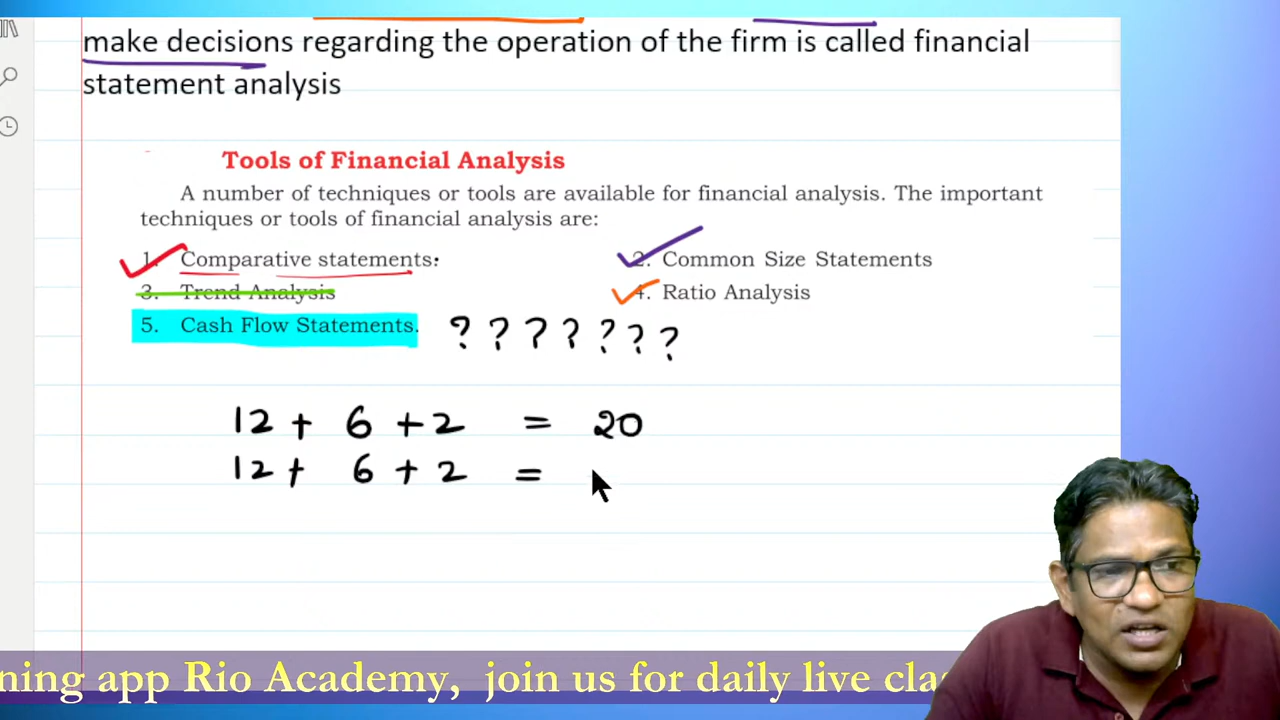 make decisions regarding the operation of the firm is called financial
statement analysis
Tools of Financial Analysis
A number of techniques or tools are available for financial analysis. The important
techniques or tools of financial analysis are:
1. Comparative statements:
2. Common Size Statements
3. Trend Analysis
4. Ratio Analysis
5. Cash Flow Statements. ? ? ? ? ? ? ?
12 + 6 + 2 = 20
12 + 6 + 2 =
ning app Rio Academy, join us for daily live clas